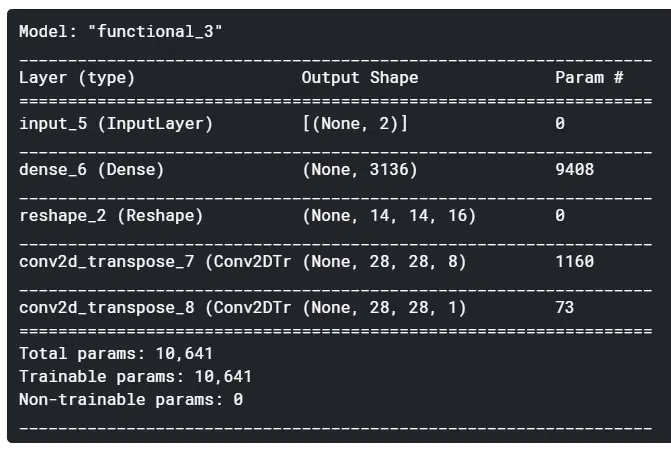 Model: "functional_3"
_________________________________________________________________
Layer (type)                 Output Shape              Param #
=================================================================
input_5 (InputLayer)         [(None, 2)]               0
_________________________________________________________________
dense_6 (Dense)              (None, 3136)              9408
_________________________________________________________________
reshape_2 (Reshape)          (None, 14, 14, 16)        0
_________________________________________________________________
conv2d_transpose_7 (Conv2DTr (None, 28, 28, 8)         1160
_________________________________________________________________
conv2d_transpose_8 (Conv2DTr (None, 28, 28, 1)         73
=================================================================
Total params: 10,641
Trainable params: 10,641
Non-trainable params: 0
_________________________________________________________________